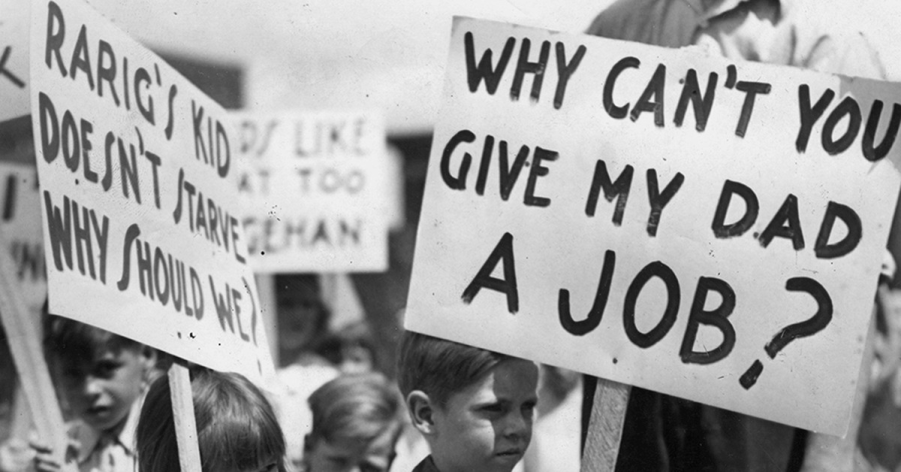 RARIG'S KID
DOESN'T STARVE
WHY SHOULD WE?
LIKE
TOO
WHY CAN'T YOU
GIVE MY DAD
A JOB?